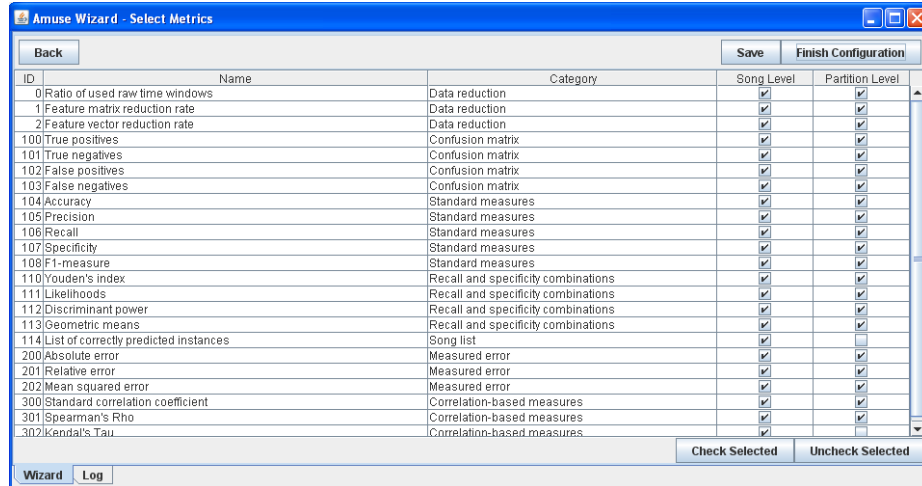 Amuse Wizard - Select Metrics
Back Save Finish Configuration
ID Name Category Song Level Partition Level
0 Ratio of used raw time windows Data reduction
1 Feature matrix reduction rate Data reduction
2 Feature vector reduction rate Data reduction
100 True positives Confusion matrix
101 True negatives Confusion matrix
102 False positives Confusion matrix
103 False negatives Confusion matrix
104 Accuracy Standard measures
105 Precision Standard measures
106 Recall Standard measures
107 Specificity Standard measures
108 F1-measure Standard measures
110 Youden's index Recall and specificity combinations
111 Likelihoods Recall and specificity combinations
112 Discriminant power Recall and specificity combinations
113 Geometric means Recall and specificity combinations
114 List of correctly predicted instances Song list
200 Absolute error Measured error
201 Relative error Measured error
202 Mean squared error Measured error
300 Standard correlation coefficient Correlation-based measures
301 Spearman's Rho Correlation-based measures
302 Kendal's Tau Correlation-based measures
Check Selected Uncheck Selected
Wizard Log